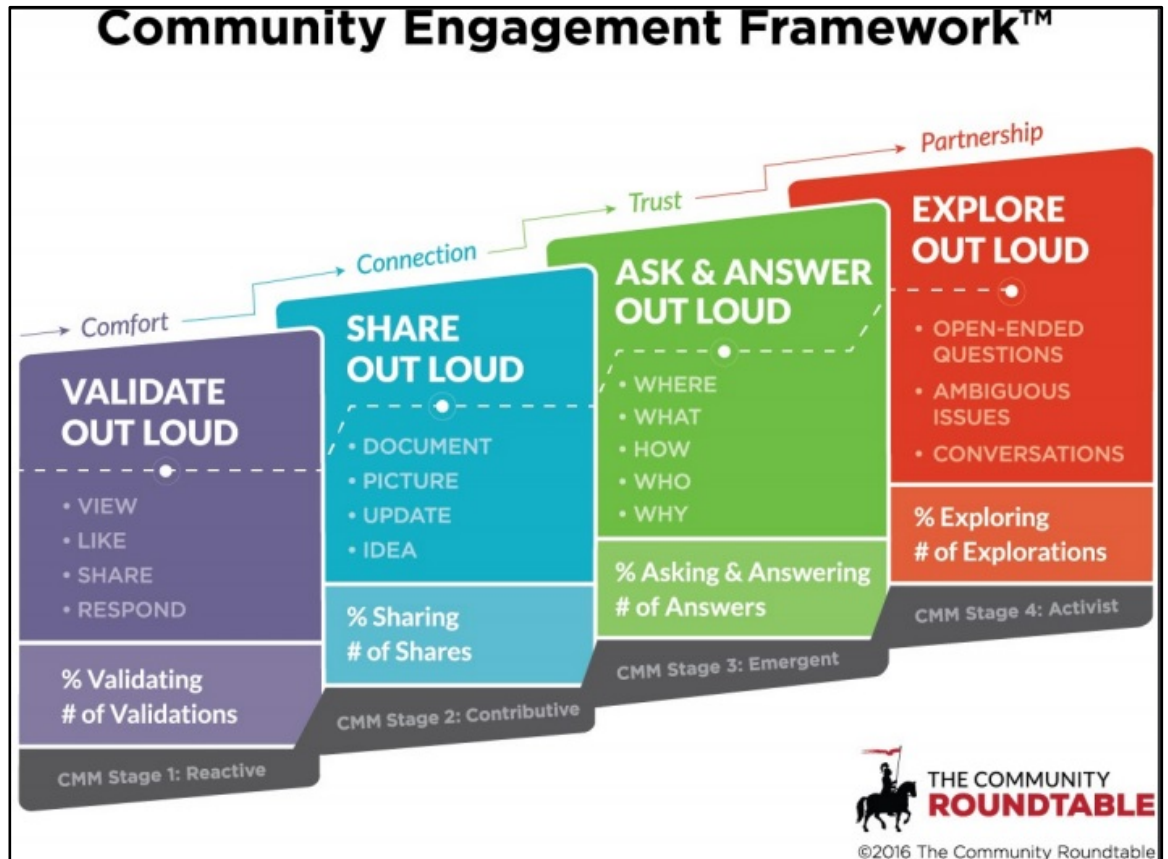 Community Engagement Framework™
Comfort
VALIDATE
OUT LOUD
• VIEW
• LIKE
• SHARE
• RESPOND
% Validating
# of Validations
CMM Stage 1: Reactive
Connection
SHARE
OUT LOUD
• DOCUMENT
• PICTURE
• UPDATE
• IDEA
% Sharing
# of Shares
CMM Stage 2: Contributive
Trust
ASK & ANSWER
OUT LOUD
• WHERE
• WHAT
• HOW
• WHO
• WHY
% Asking & Answering
# of Answers
CMM Stage 3: Emergent
Partnership
EXPLORE
OUT LOUD
• OPEN-ENDED
QUESTIONS
• AMBIGUOUS
ISSUES
• CONVERSATIONS
% Exploring
# of Explorations
CMM Stage 4: Activist
THE COMMUNITY
ROUNDTABLE
©2016 The Community Roundtable